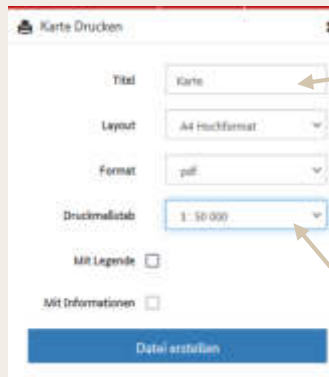 Karte Drucken
Titel Karte
Layout A4 Hochformat
Format pdf
Druckmaßstab 1 : 50 000
Mit Legende
Mit Informationen
Datei erstellen